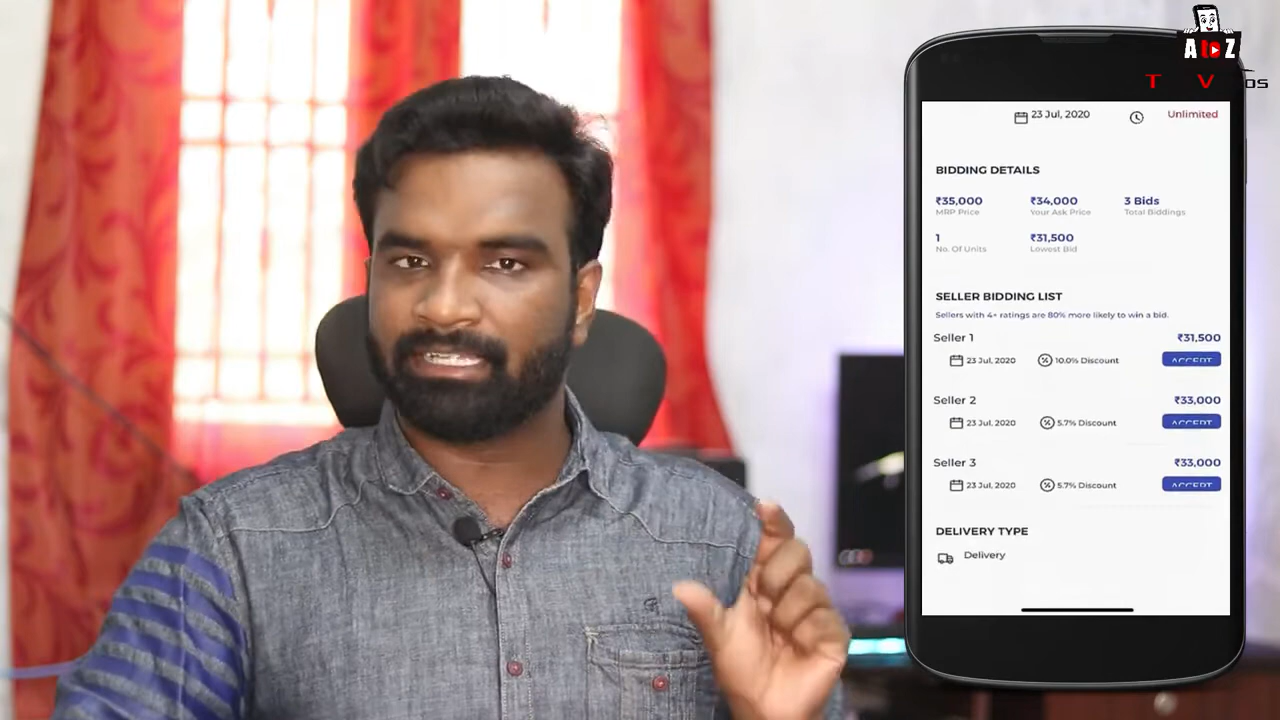 A to Z
T V os
23 Jul, 2020 Unlimited
BIDDING DETAILS
₹35,000 ₹34,000 3 Bids
MRP Price Your Ask Price Total Biddings
1 ₹31,500
No. Of Units Lowest Bid
SELLER BIDDING LIST
Sellers with 4+ ratings are 80% more likely to win a bid.
Seller 1 ₹31,500
23 Jul, 2020 10.0% Discount ACCEPT
Seller 2 ₹33,000
23 Jul, 2020 5.7% Discount ACCEPT
Seller 3 ₹33,000
23 Jul, 2020 5.7% Discount ACCEPT
DELIVERY TYPE
Delivery